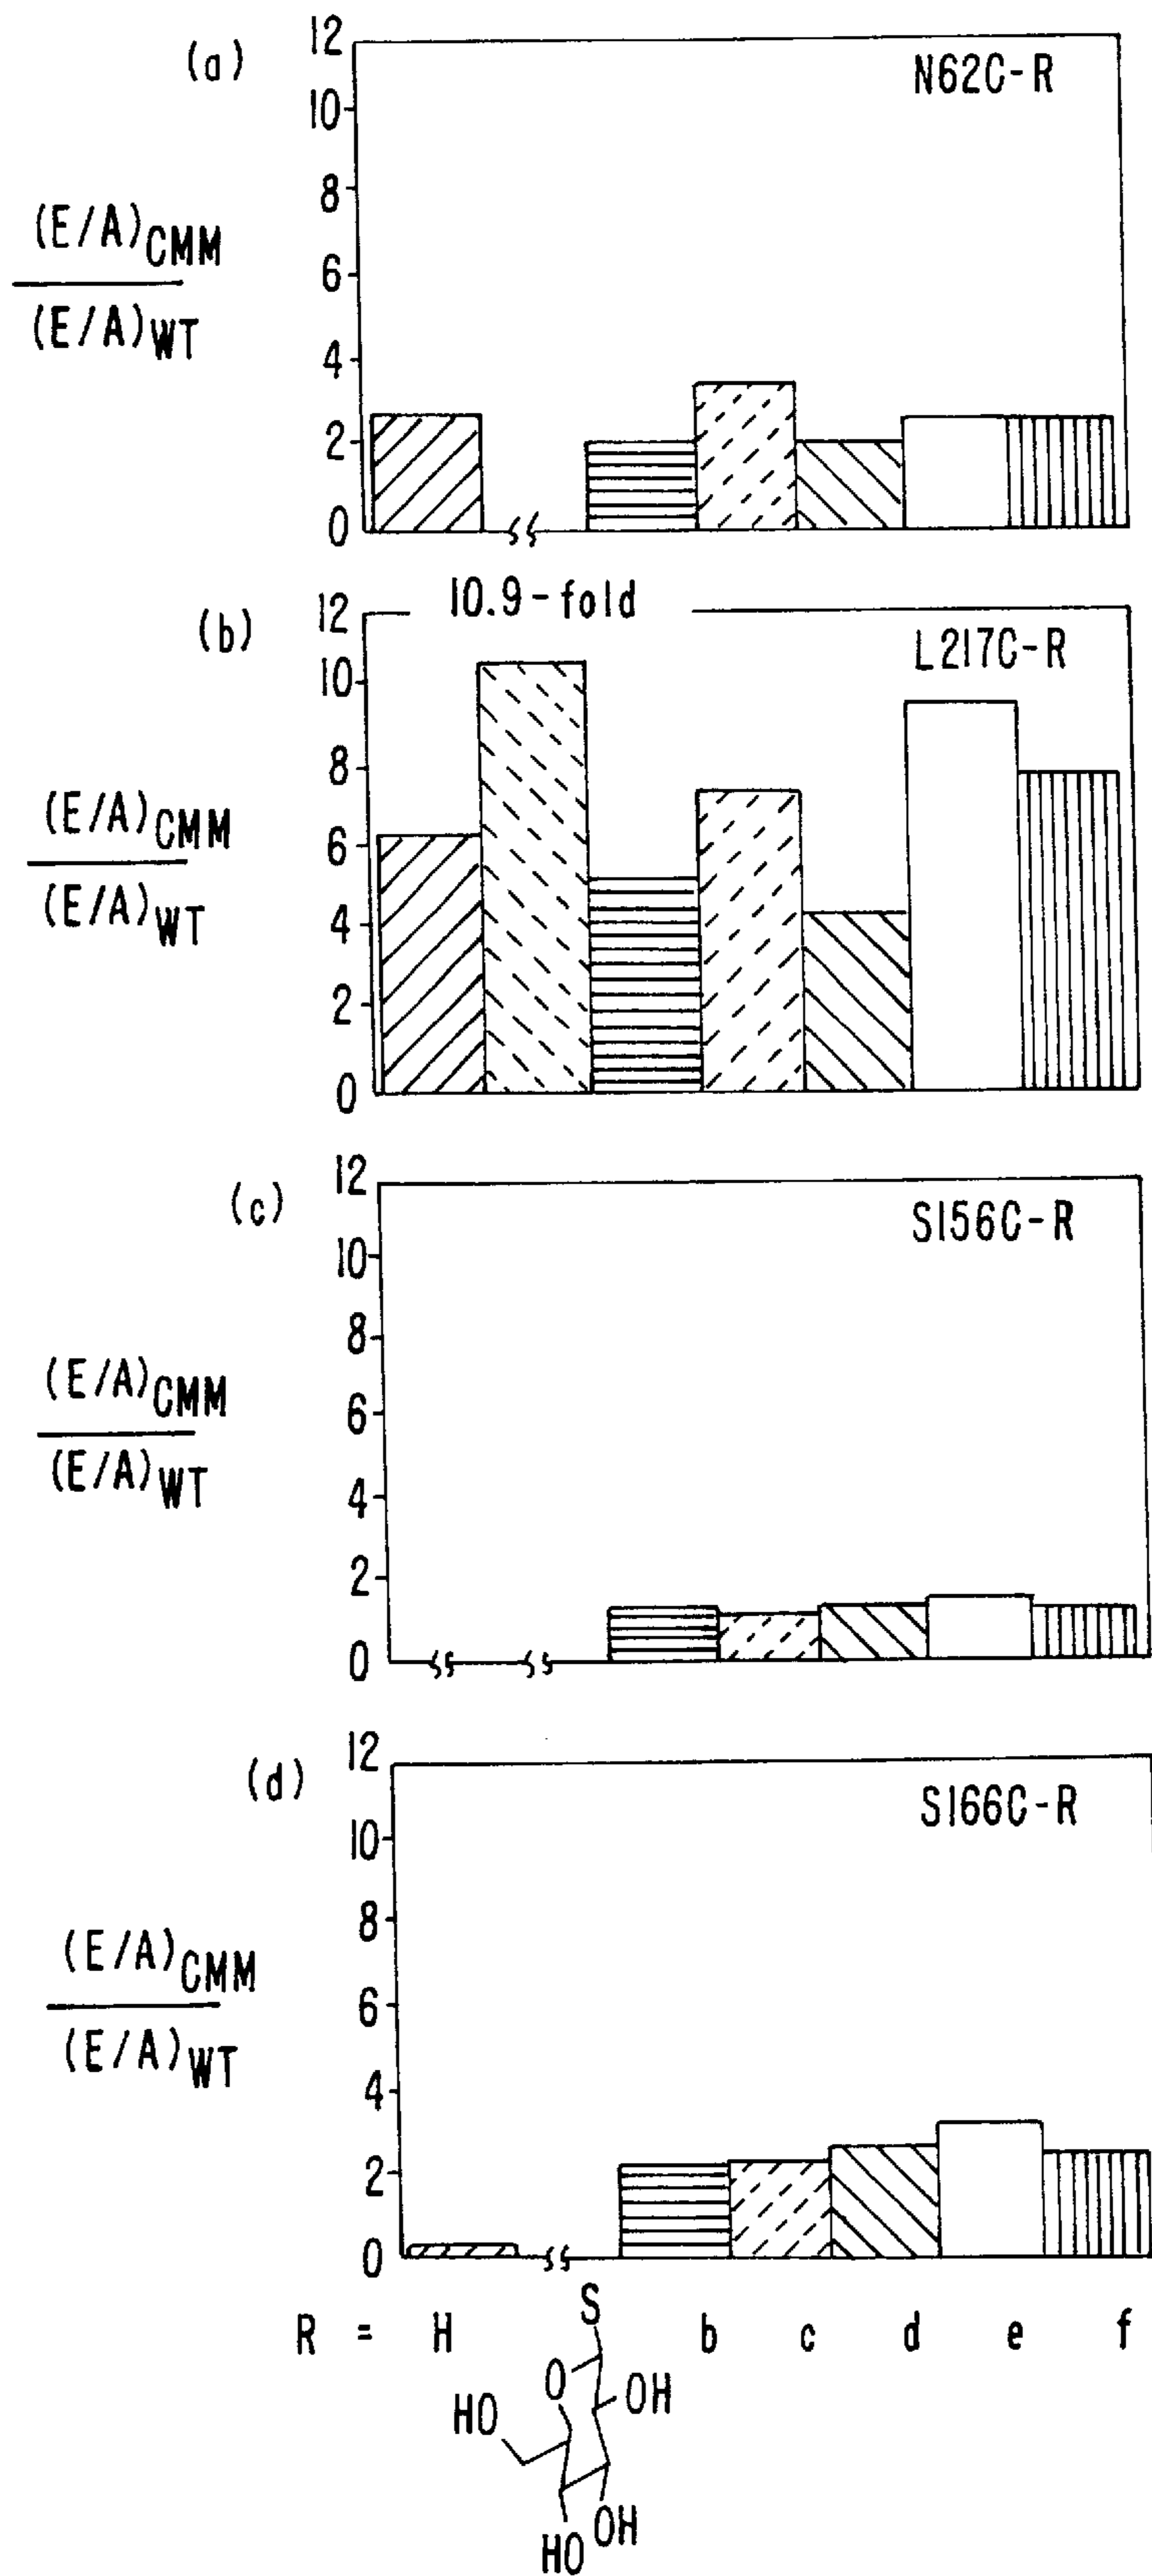 (a)
N62C-R
12
10
8
6
4
2
0
(E/A)CMM
(E/A)WT
(b)
10.9-fold
L217C-R
12
10
8
6
4
2
0
(E/A)CMM
(E/A)WT
(c)
S156C-R
12
10
8
6
4
2
0
(E/A)CMM
(E/A)WT
(d)
S166C-R
12
10
8
6
4
2
0
(E/A)CMM
(E/A)WT
R = H b c d e f
S
O
OH
HO
OH
HO